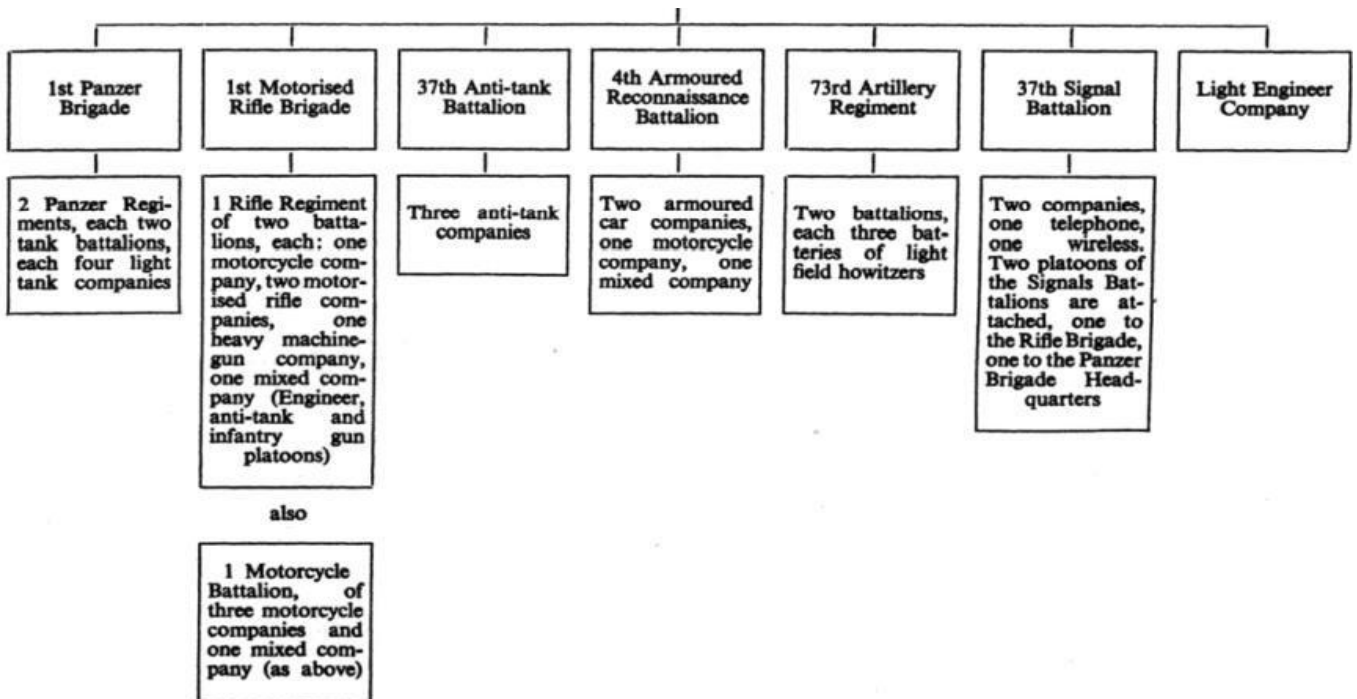 1st Panzer
Brigade
1st Motorised
Rifle Brigade
37th Anti-tank
Battalion
4th Armoured
Reconnaissance
Battalion
73rd Artillery
Regiment
37th Signal
Battalion
Light Engineer
Company
2 Panzer Regi-
ments, each two
tank battalions,
each four light
tank companies
1 Rifle Regiment
of two batta-
lions, each: one
motorcycle com-
pany, two motor-
ised rifle com-
panies, one
heavy machine-
gun company,
one mixed com-
pany (Engineer,
anti-tank and
infantry gun
platoons)
also
1 Motorcycle
Battalion, of
three motorcycle
companies and
one mixed com-
pany (as above)
Three anti-tank
companies
Two armoured
car companies,
one motorcycle
company, one
mixed company
Two battalions,
each three bat-
teries of light
field howitzers
Two companies,
one telephone,
one wireless.
Two platoons of
the Signals Bat-
talions are at-
tached, one to
the Rifle Brigade,
one to the Panzer
Brigade Head-
quarters